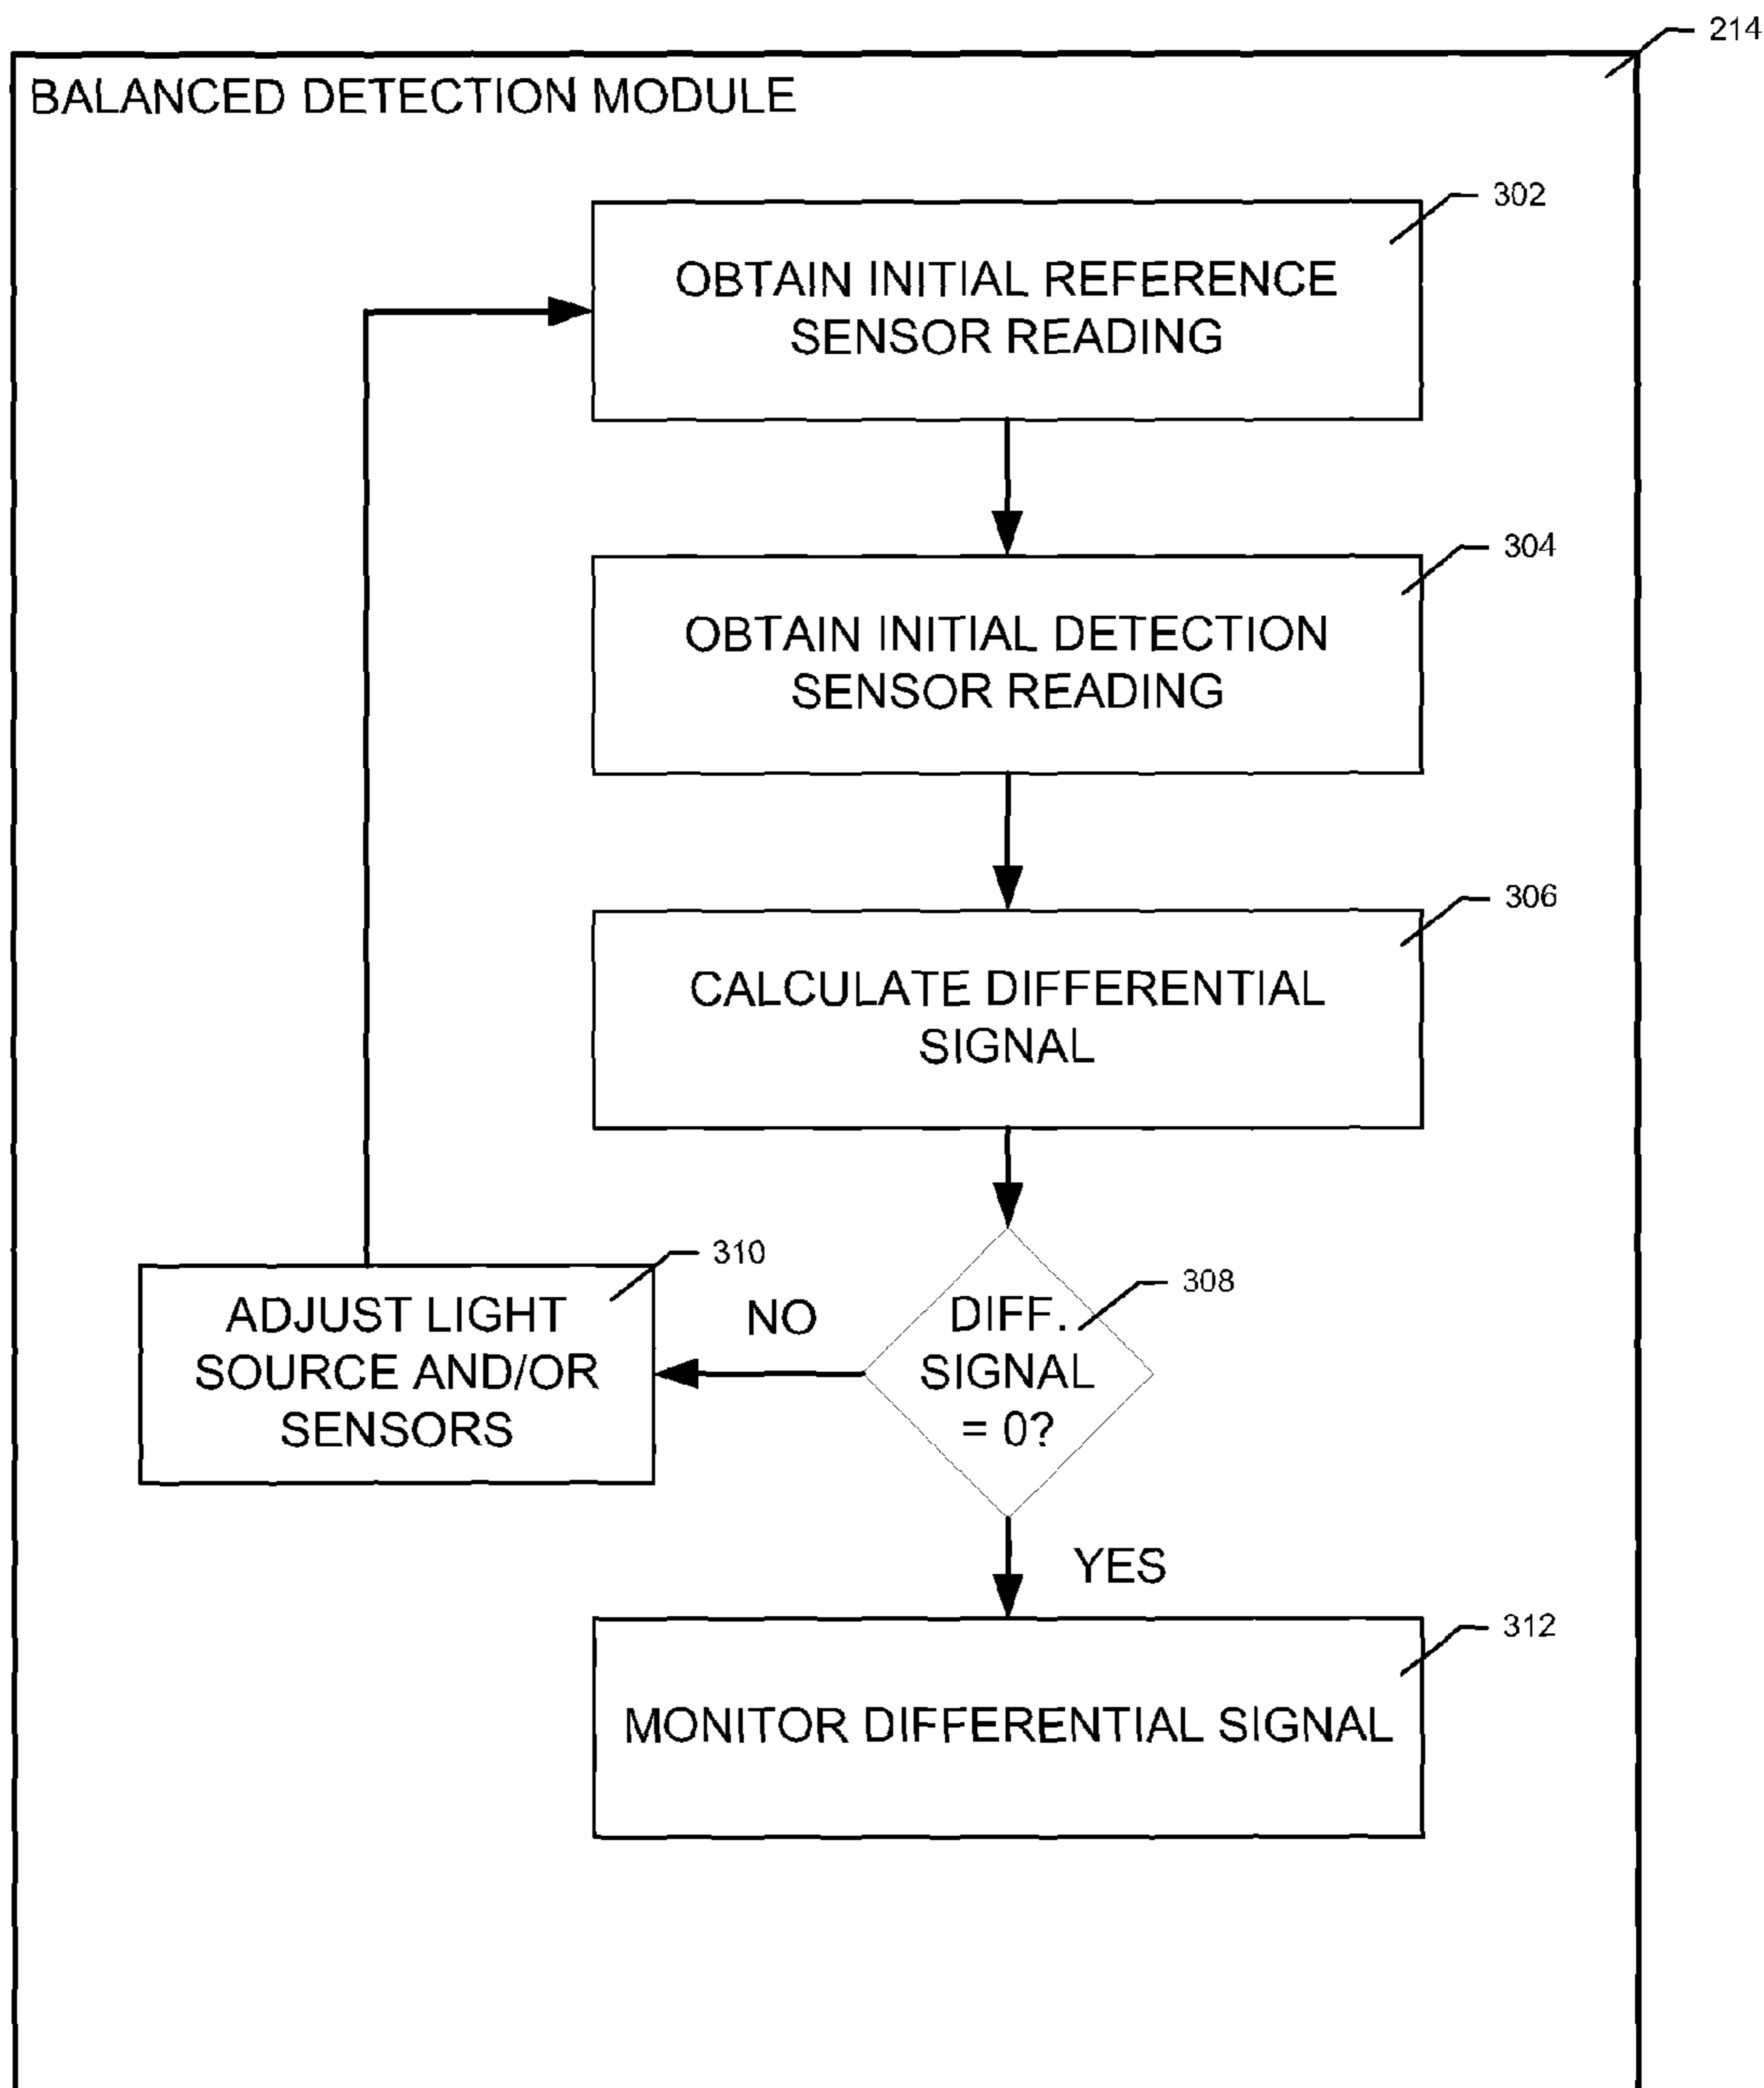 214
BALANCED DETECTION MODULE
302
OBTAIN INITIAL REFERENCE
SENSOR READING
304
OBTAIN INITIAL DETECTION
SENSOR READING
306
CALCULATE DIFFERENTIAL
SIGNAL
310
ADJUST LIGHT
SOURCE AND/OR
SENSORS
NO
308
DIFF.
SIGNAL
= 0?
YES
312
MONITOR DIFFERENTIAL SIGNAL